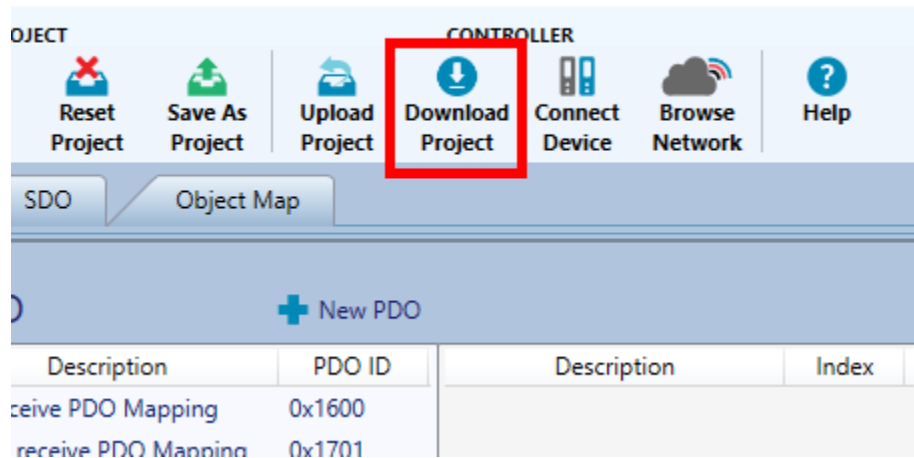 OJECT
CONTROLLER
Reset Project
Save As Project
Upload Project
Download Project
Connect Device
Browse Network
? Help
SDO
Object Map
New PDO
Description
PDO ID
Description
Index
ceive PDO Mapping 0x1600
receive PDO Mapping 0x1701